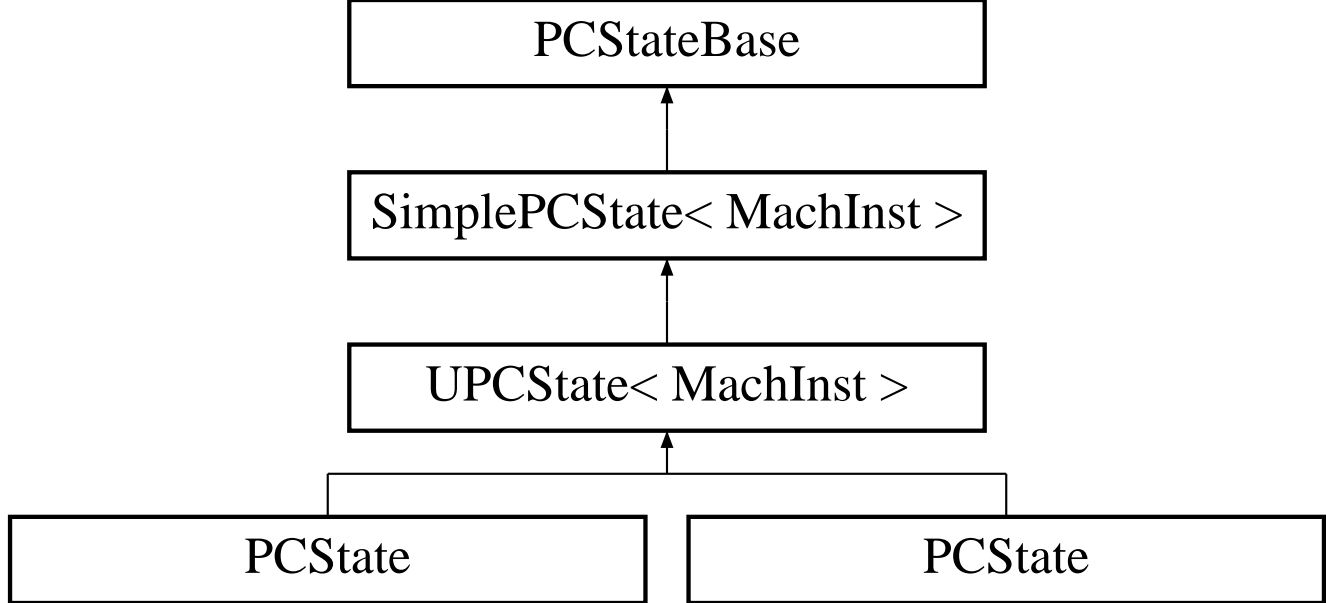 PCStateBase
SimplePCState< MachInst >
UPCState< MachInst >
PCState
PCState